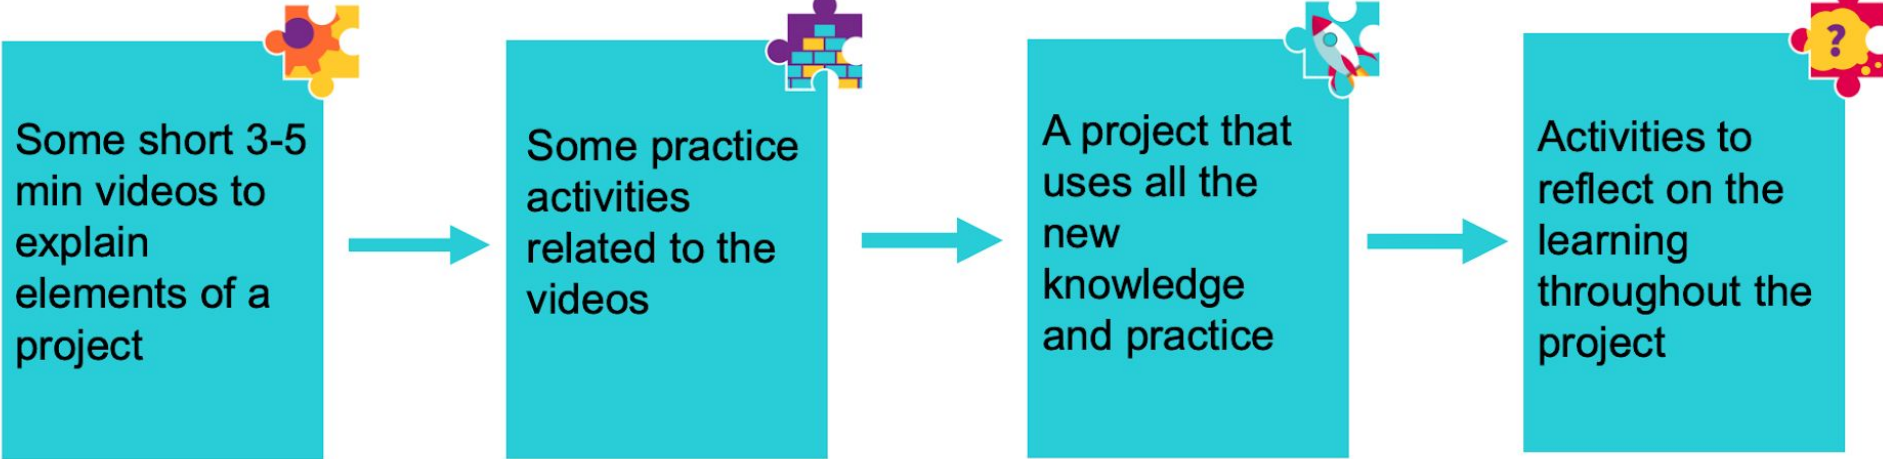 Some short 3-5
min videos to
explain
elements of a
project
Some practice
activities
related to the
videos
A project that
uses all the
new
knowledge
and practice
?
Activities to
reflect on the
learning
throughout the
project